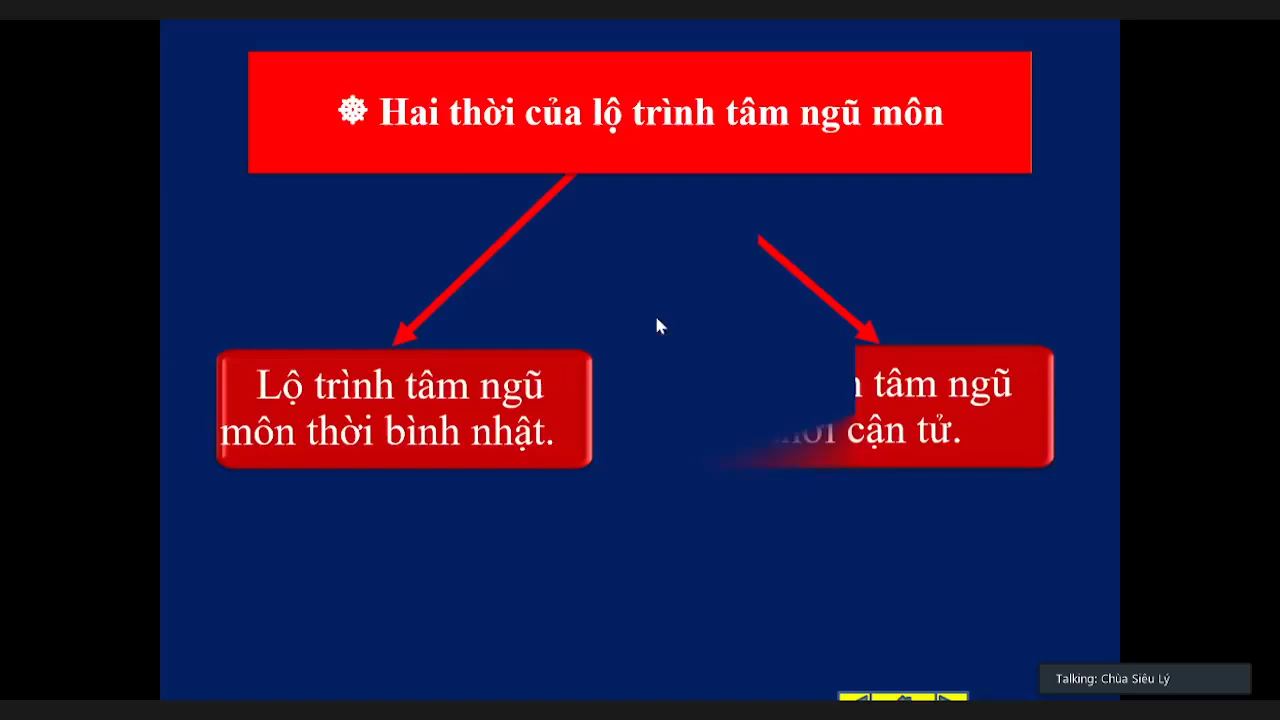 ☸ Hai thời của lộ trình tâm ngũ môn
Lộ trình tâm ngũ
môn thời bình nhật.
tâm ngũ
cận tử.
Talking: Chùa Siêu Lý